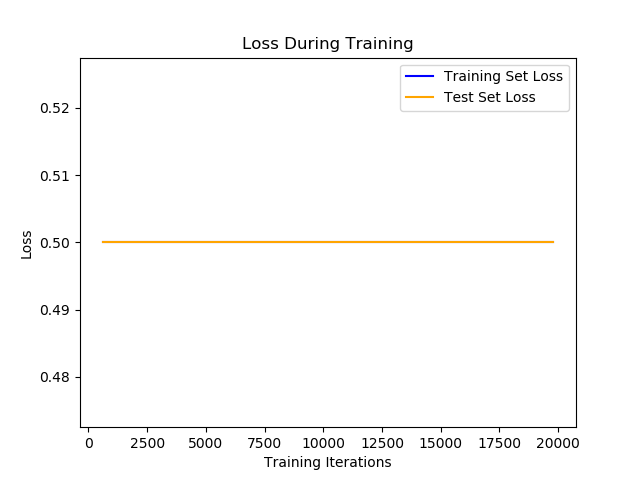 Loss During Training
Training Set Loss
Test Set Loss
0.52
0.51
0.50
0.49
0.48
Loss
0 2500 5000 7500 10000 12500 15000 17500 20000
Training Iterations